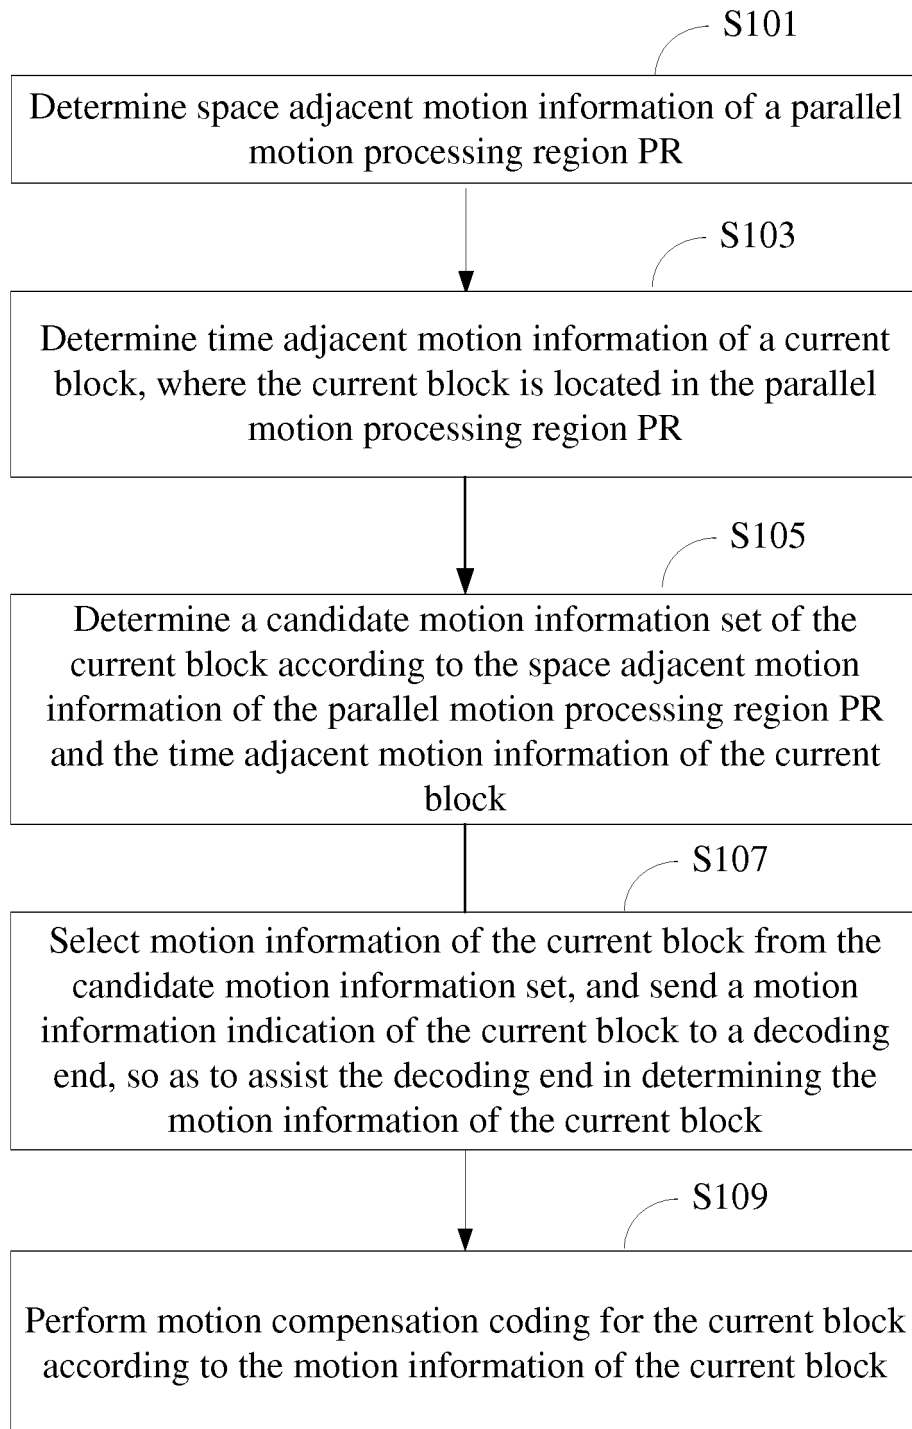 S101
Determine space adjacent motion information of a parallel
motion processing region PR
S103
Determine time adjacent motion information of a current
block, where the current block is located in the parallel
motion processing region PR
S105
Determine a candidate motion information set of the
current block according to the space adjacent motion
information of the parallel motion processing region PR
and the time adjacent motion information of the current
block
S107
Select motion information of the current block from the
candidate motion information set, and send a motion
information indication of the current block to a decoding
end, so as to assist the decoding end in determining the
motion information of the current block
S109
Perform motion compensation coding for the current block
according to the motion information of the current block